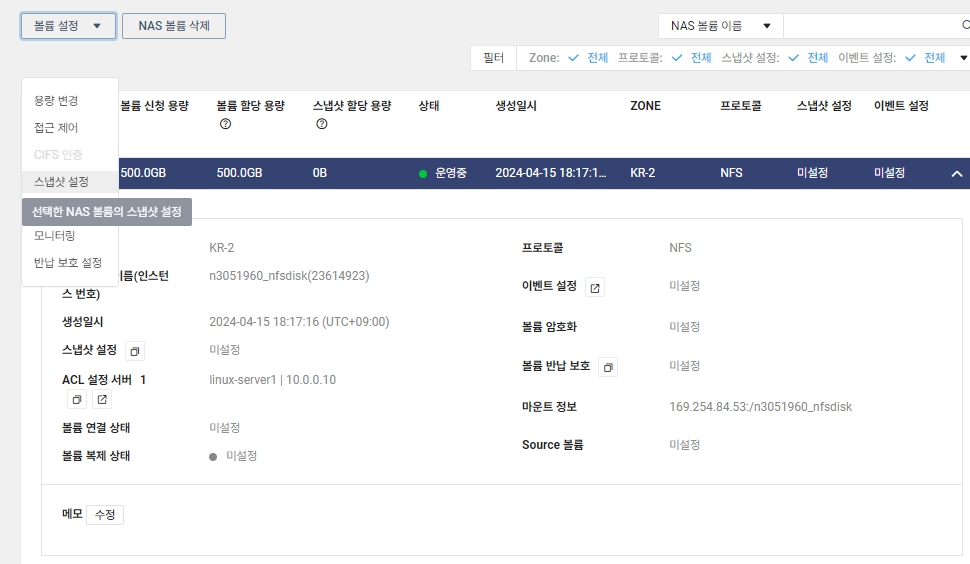 볼륨 설정
NAS 볼륨 삭제
NAS 볼륨 이름
필터
Zone: 전체 프로토콜: 전체 스냅샷 설정: 전체 이벤트 설정: 전체
용량 변경
접근 제어
CIFS 인증
스냅샷 설정
선택한 NAS 볼륨의 스냅샷 설정
모니터링
반납 보호 설정
볼륨 신청 용량 볼륨 할당 용량 스냅샷 할당 용량 상태 생성일시 ZONE 프로토콜 스냅샷 설정 이벤트 설정
500.0GB 500.0GB 0B 운영중 2024-04-15 18:17:1... KR-2 NFS 미설정 미설정
KR-2
이름(인스턴
스 번호)
n3051960_nfsdisk(23614923)
생성일시 2024-04-15 18:17:16 (UTC+09:00)
스냅샷 설정 미설정
ACL 설정 서버 1 linux-server1 | 10.0.0.10
볼륨 연결 상태 미설정
볼륨 복제 상태 미설정
프로토콜 NFS
이벤트 설정 미설정
볼륨 암호화 미설정
볼륨 반납 보호 미설정
마운트 정보 169.254.84.53:/n3051960_nfsdisk
Source 볼륨 미설정
메모 수정